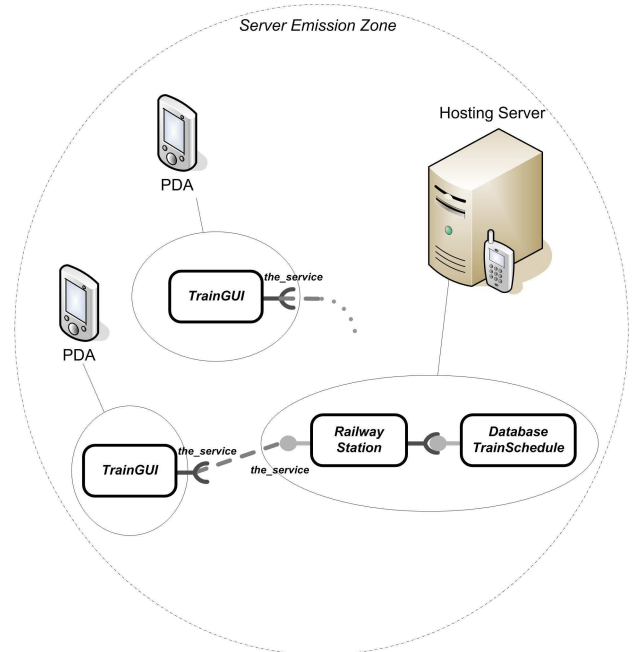 Server Emission Zone
Hosting Server
PDA
the_service
TrainGUI
PDA
Railway
Station
Database
TrainSchedule
the_service
TrainGUI
the_service